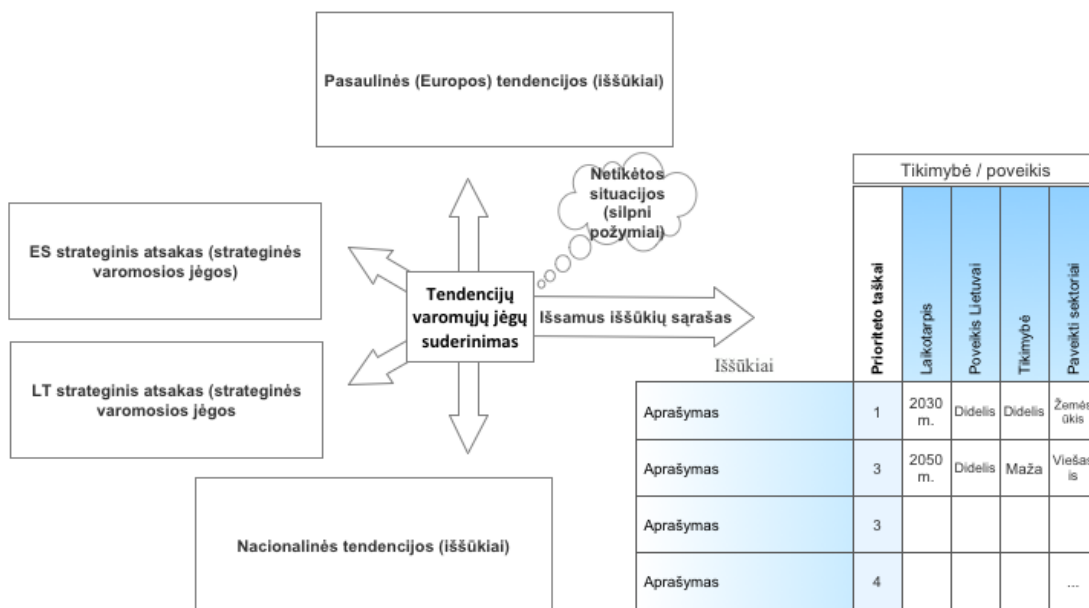 Pasaulinės (Europos) tendencijos (iššūkiai)
Netikėtos
situacijos
(silpni
požymiai)
ES strateginis atsakas (strateginės
varomosios jėgos)
LT strateginis atsakas (strateginės
varomosios jėgos
Tendencijų
varomųjų jėgų
suderinimas
Išsamus iššūkių sąrašas
Nacionalinės tendencijos (iššūkiai)
Tikimybė / poveikis
Iššūkiai
Prioriteto taškai
Laikotarpis
Poveikis Lietuvai
Tikimybė
Paveikti sektoriai
Aprašymas 1 2030 m. Didelis Didelis Žemės ūkis
Aprašymas 3 2050 m. Didelis Maža Viešas is
Aprašymas 3
Aprašymas 4 ...